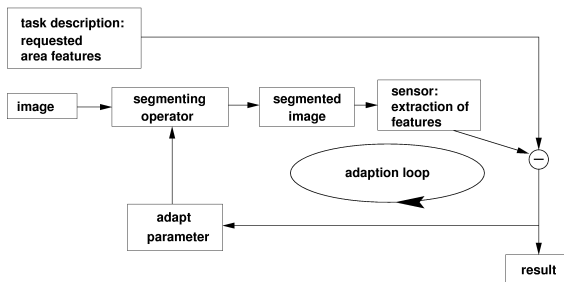 task description:
requested
area features
image
segmenting
operator
segmented
image
sensor:
extraction of
features
adaption loop
adapt
parameter
result